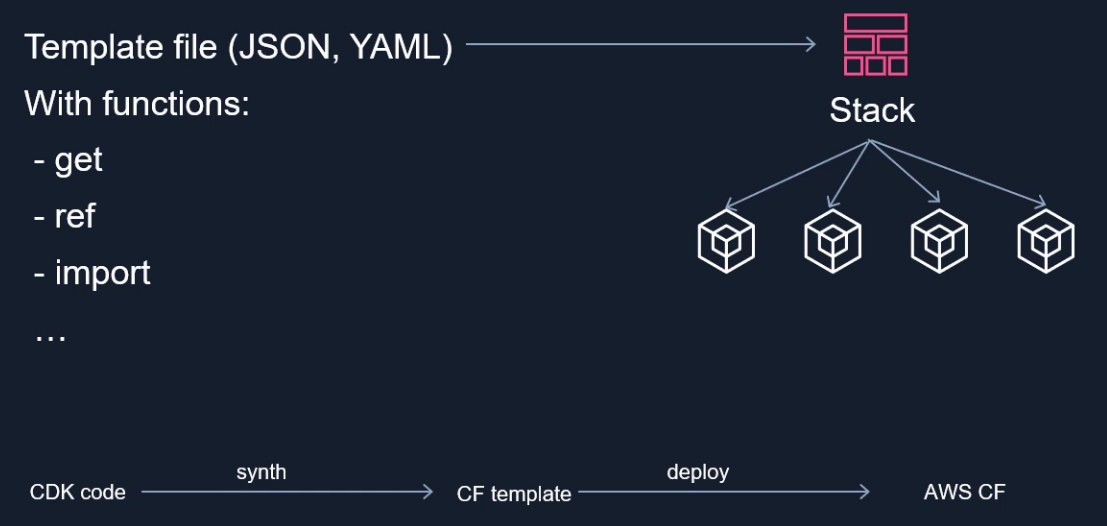 Template file (JSON, YAML)
With functions:
- get
- ref
- import
...
Stack
synth
deploy
CDK code
CF template
AWS CF